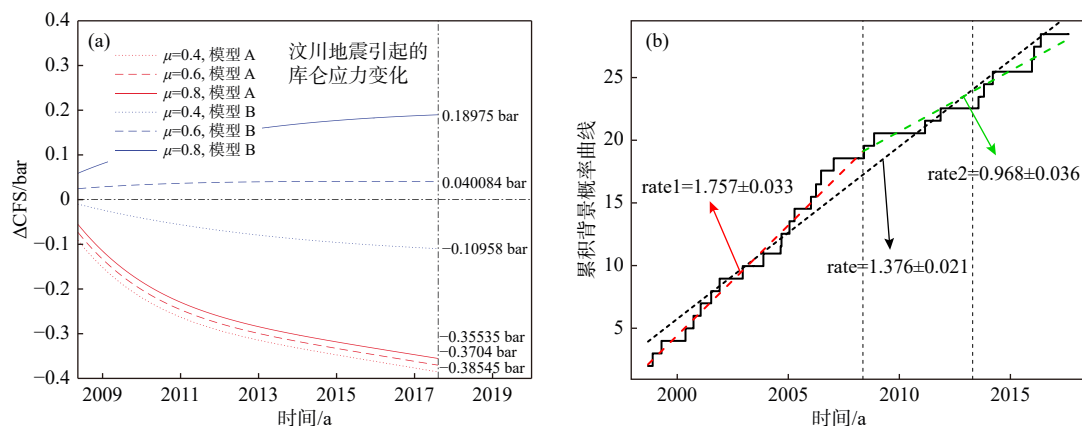 (a)
汶川地震引起的
库仑应力变化
μ=0.4, 模型 A
μ=0.6, 模型 A
μ=0.8, 模型 A
μ=0.4, 模型 B
μ=0.6, 模型 B
μ=0.8, 模型 B
0.4
0.3
0.2
0.1
0
−0.1
−0.2
−0.3
−0.4
ΔCFS/bar
0.18975 bar
0.040084 bar
−0.10958 bar
−0.35535 bar
−0.3704 bar
−0.38545 bar
2009
2011
2013
2015
2017
2019
时间/a
(b)
25
20
15
10
5
累积背景概率曲线
rate1=1.757±0.033
rate2=0.968±0.036
rate=1.376±0.021
2000
2005
2010
2015
时间/a